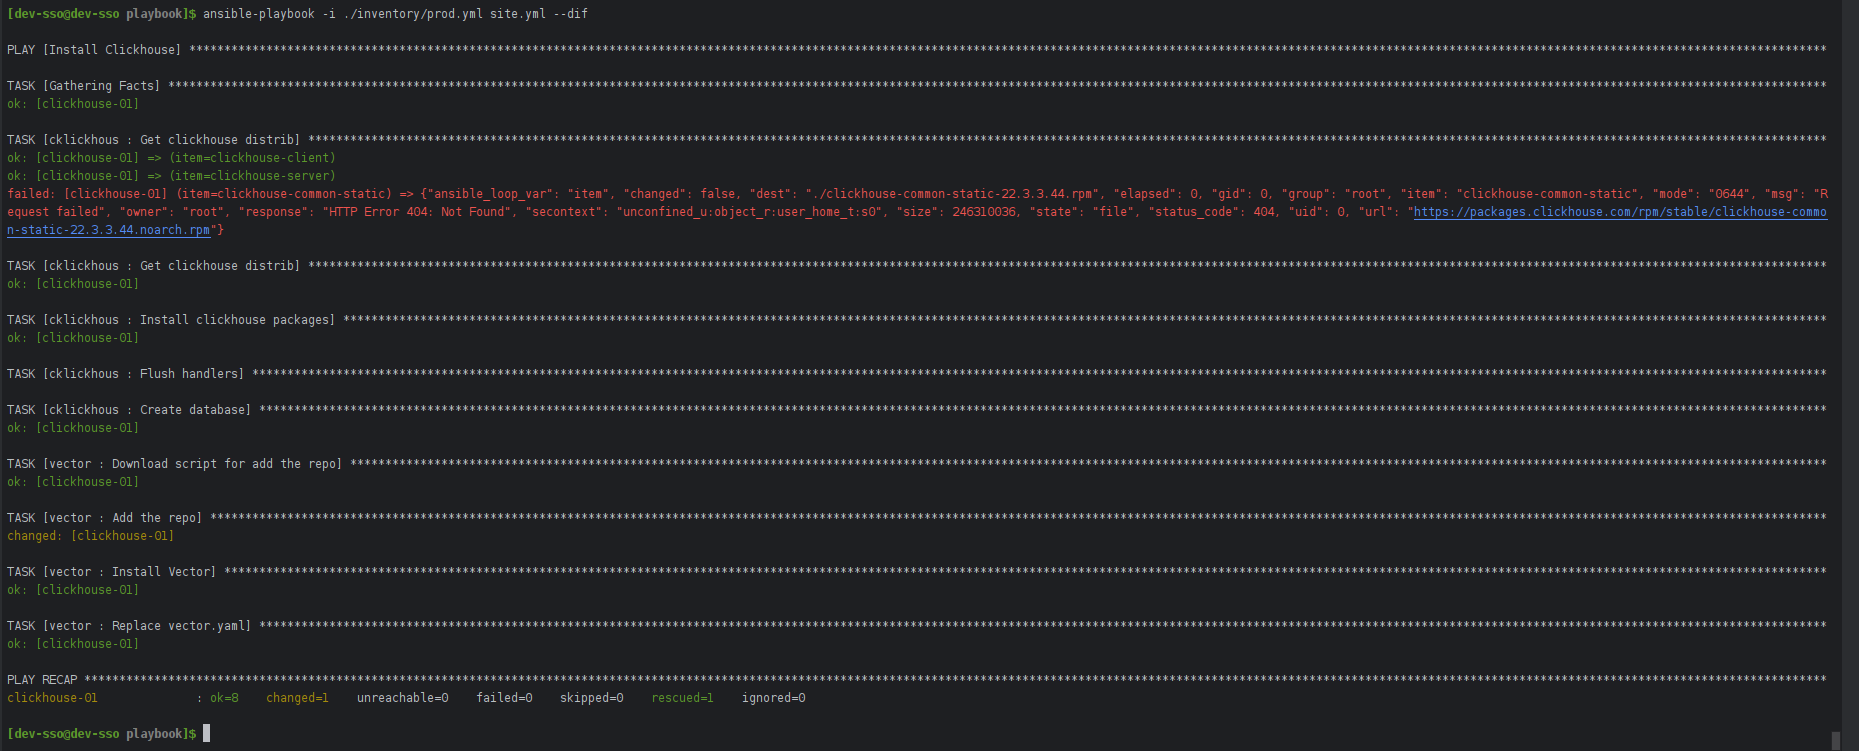 [dev-sso@dev-sso playbook]$ ansible-playbook -i ./inventory/prod.yml site.yml --dif
PLAY [Install Clickhouse] ***
TASK [Gathering Facts] ***
ok: [clickhouse-01]
TASK [cklickhous : Get clickhouse distrib] ***
ok: [clickhouse-01] => (item=clickhouse-client)
ok: [clickhouse-01] => (item=clickhouse-server)
failed: [clickhouse-01] (item=clickhouse-common-static) => {"ansible_loop_var": "item", "changed": false, "dest": "./clickhouse-common-static-22.3.3.44.rpm", "elapsed": 0, "gid": 0, "group": "root", "item": "clickhouse-common-static", "mode": "0644", "msg": "R
equest failed", "owner": "root", "response": "HTTP Error 404: Not Found", "secontext": "unconfined_u:object_r:user_home_t:s0", "size": 246310036, "state": "file", "status_code": 404, "uid": 0, "url": "https://packages.clickhouse.com/rpm/stable/clickhouse-commo
n-static-22.3.3.44.noarch.rpm"}
TASK [cklickhous : Get clickhouse distrib] ***
ok: [clickhouse-01]
TASK [cklickhous : Install clickhouse packages] ***
ok: [clickhouse-01]
TASK [cklickhous : Flush handlers] ***
TASK [cklickhous : Create database] ***
ok: [clickhouse-01]
TASK [vector : Download script for add the repo] ***
ok: [clickhouse-01]
TASK [vector : Add the repo] ***
changed: [clickhouse-01]
TASK [vector : Install Vector] ***
ok: [clickhouse-01]
TASK [vector : Replace vector.yaml] ***
ok: [clickhouse-01]
PLAY RECAP ***
clickhouse-01 : ok=8 changed=1 unreachable=0 failed=0 skipped=0 rescued=1 ignored=0
[dev-sso@dev-sso playbook]$